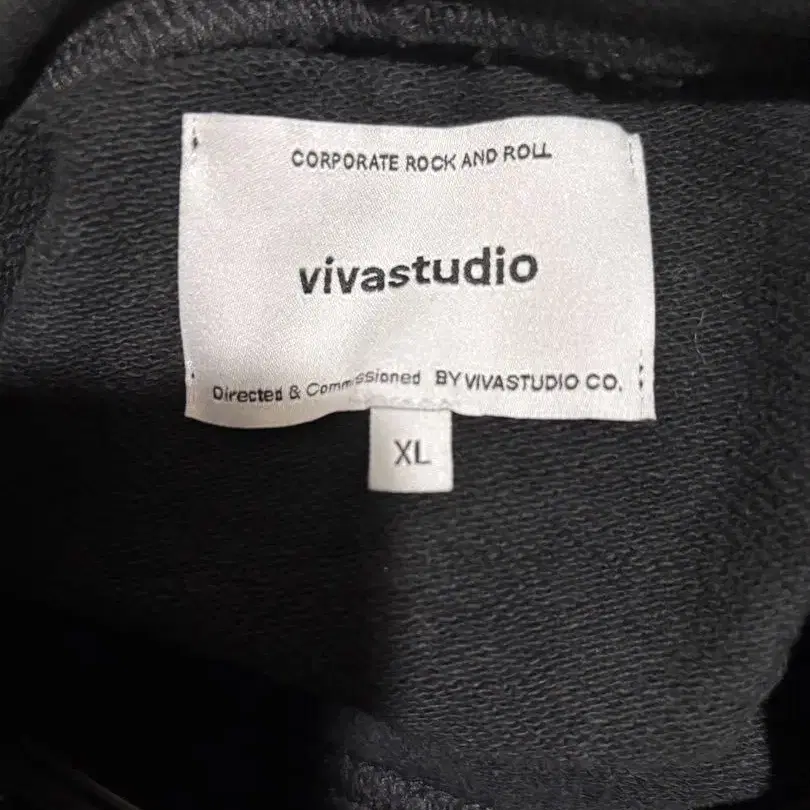 CORPORATE ROCK AND ROLL
vivastudio
Directed & Commissioned BY VIVASTUDIO CO.
XL